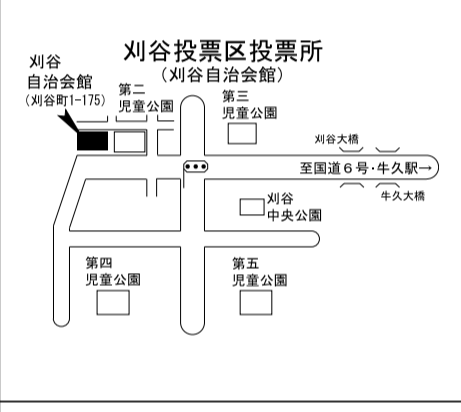 刈谷投票区投票所
(刈谷自治会館)
刈谷
自治会館
(刈谷町1-175)
第二
児童公園
第三
児童公園
刈谷大橋
至国道6号・牛久駅→
牛久大橋
刈谷
中央公園
第四
児童公園
第五
児童公園